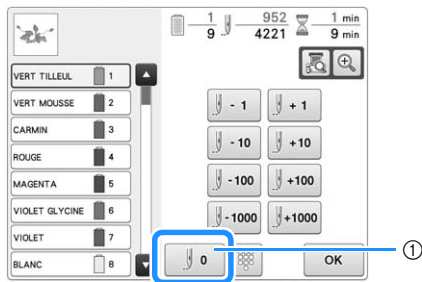 1 952 1 min
9 4221 9 min
VERT TILLEUL 1
VERT MOUSSE 2
CARMIN 3
ROUGE 4
MAGENTA 5
VIOLET GLYCINE 6
VIOLET 7
BLANC 8
- 1 + 1
- 10 +10
- 100 +100
- 1000 +1000
0 OK
①